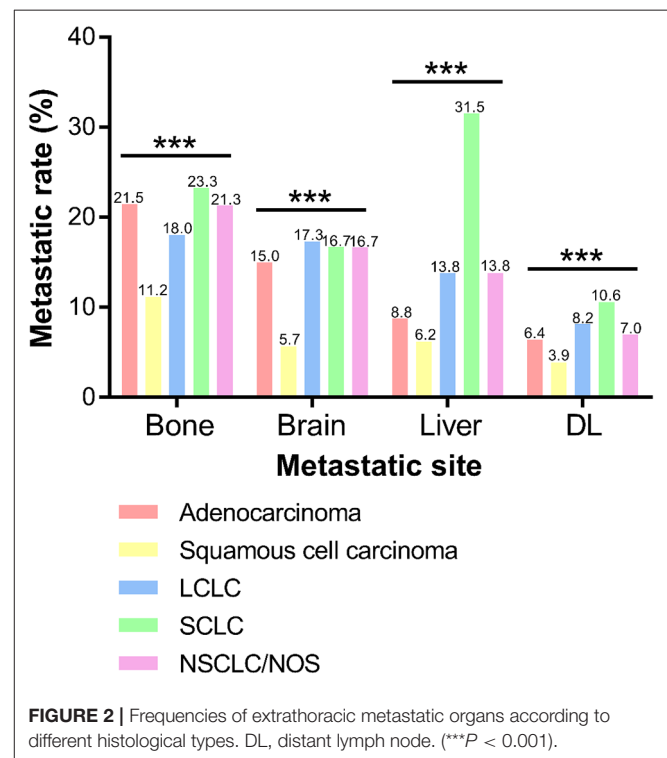 40
30
20
10
0
Metastatic rate (%)
***
21.5
11.2
18.0
23.3
21.3
***
15.0
5.7
17.3
16.7
16.7
***
8.8
6.2
13.8
31.5
13.8
***
6.4
3.9
8.2
10.6
7.0
Bone Brain Liver DL
Metastatic site
Adenocarcinoma
Squamous cell carcinoma
LCLC
SCLC
NSCLC/NOS
FIGURE 2 | Frequencies of extrathoracic metastatic organs according to
different histological types. DL, distant lymph node. (***P < 0.001).